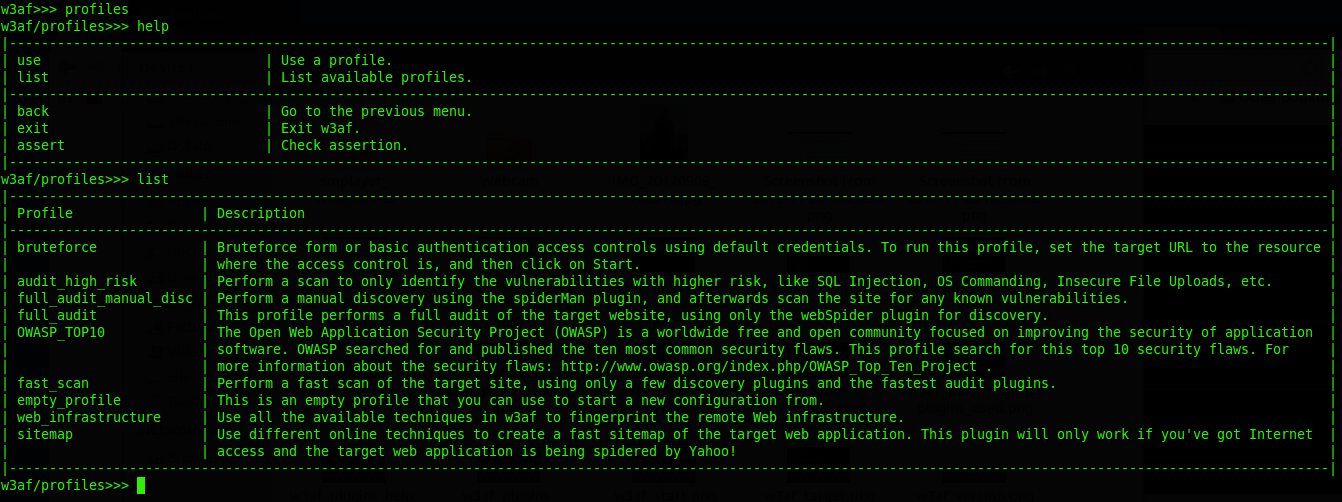 w3af>>> profiles
w3af/profiles>>> help
|--------------------------------------------------------------------------------------------------------------------------------------------------------------------|
| use                            | Use a profile.                                                                                                                    |
| list                           | List available profiles.                                                                                                          |
|--------------------------------------------------------------------------------------------------------------------------------------------------------------------|
| back                           | Go to the previous menu.                                                                                                          |
| exit                           | Exit w3af.                                                                                                                        |
| assert                         | Check assertion.                                                                                                                  |
|--------------------------------------------------------------------------------------------------------------------------------------------------------------------|
w3af/profiles>>> list
|--------------------------------------------------------------------------------------------------------------------------------------------------------------------|
| Profile                | Description                                                                                                                               |
|--------------------------------------------------------------------------------------------------------------------------------------------------------------------|
| bruteforce             | Bruteforce form or basic authentication access controls using default credentials. To run this profile, set the target URL to the resource |
|                        | where the access control is, and then click on Start.                                                                                     |
| audit_high_risk        | Perform a scan to only identify the vulnerabilities with higher risk, like SQL Injection, OS Commanding, Insecure File Uploads, etc.      |
| full_audit_manual_disc | Perform a manual discovery using the spiderMan plugin, and afterwards scan the site for any known vulnerabilities.                        |
| full_audit             | This profile performs a full audit of the target website, using only the webSpider plugin for discovery.                                  |
| OWASP_TOP10            | The Open Web Application Security Project (OWASP) is a worldwide free and open community focused on improving the security of application |
|                        | software. OWASP searched for and published the ten most common security flaws. This profile search for this top 10 security flaws. For    |
|                        | more information about the security flaws: http://www.owasp.org/index.php/OWASP_Top_Ten_Project .                                         |
| fast_scan              | Perform a fast scan of the target site, using only a few discovery plugins and the fastest audit plugins.                                 |
| empty_profile          | This is an empty profile that you can use to start a new configuration from.                                                              |
| web_infrastructure     | Use all the available techniques in w3af to fingerprint the remote Web infrastructure.                                                    |
| sitemap                | Use different online techniques to create a fast sitemap of the target web application. This plugin will only work if you've got Internet |
|                        | access and the target web application is being spidered by Yahoo!                                                                         |
|--------------------------------------------------------------------------------------------------------------------------------------------------------------------|
w3af/profiles>>>